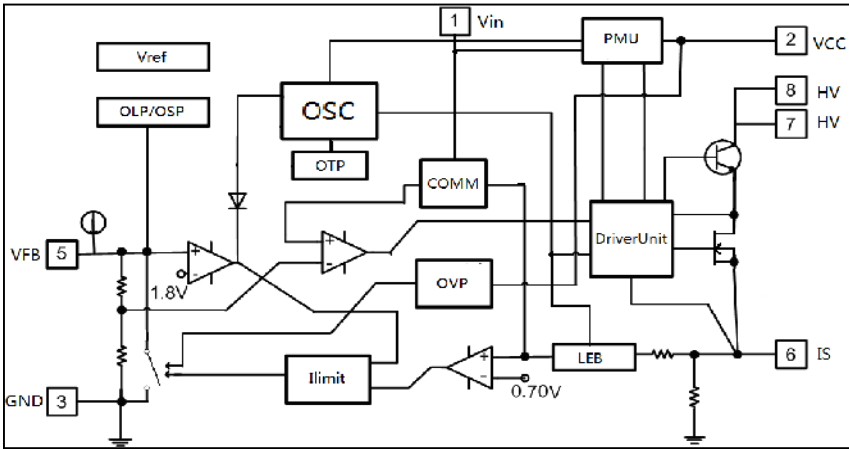 1 Vin
PMU
2 VCC
Vref
8 HV
OLP/OSP
OSC
7 HV
OTP
COMM
+
-
DriverUnit
VFB 5
+
-
1.8V
OVP
Ilimit
+
-
0.70V
LEB
6 IS
GND 3